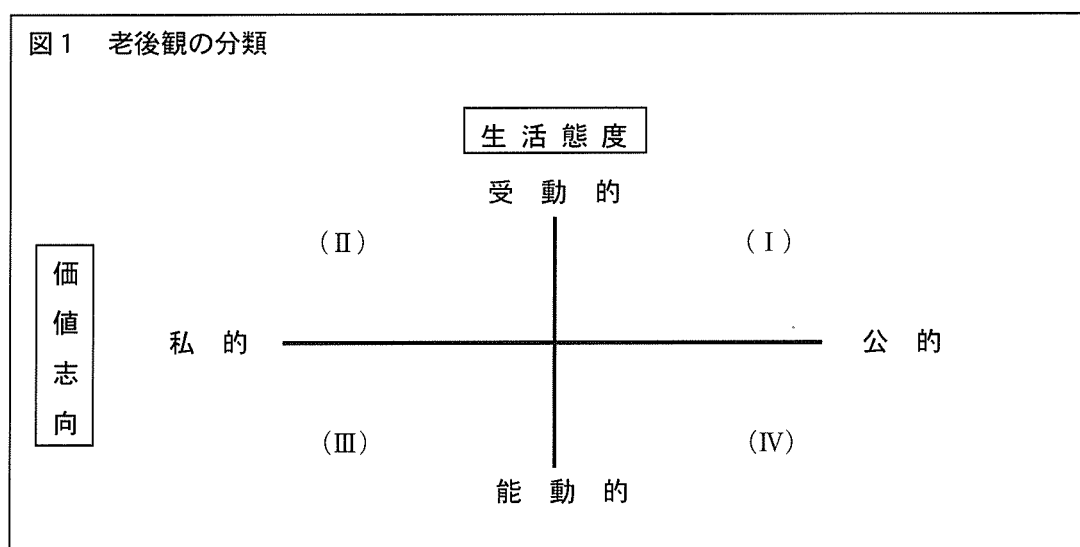 図1 老後観の分類
生活態度
受動的
(Ⅱ)
(Ⅰ)
価値志向
私的
公的
(Ⅲ)
(Ⅳ)
能動的